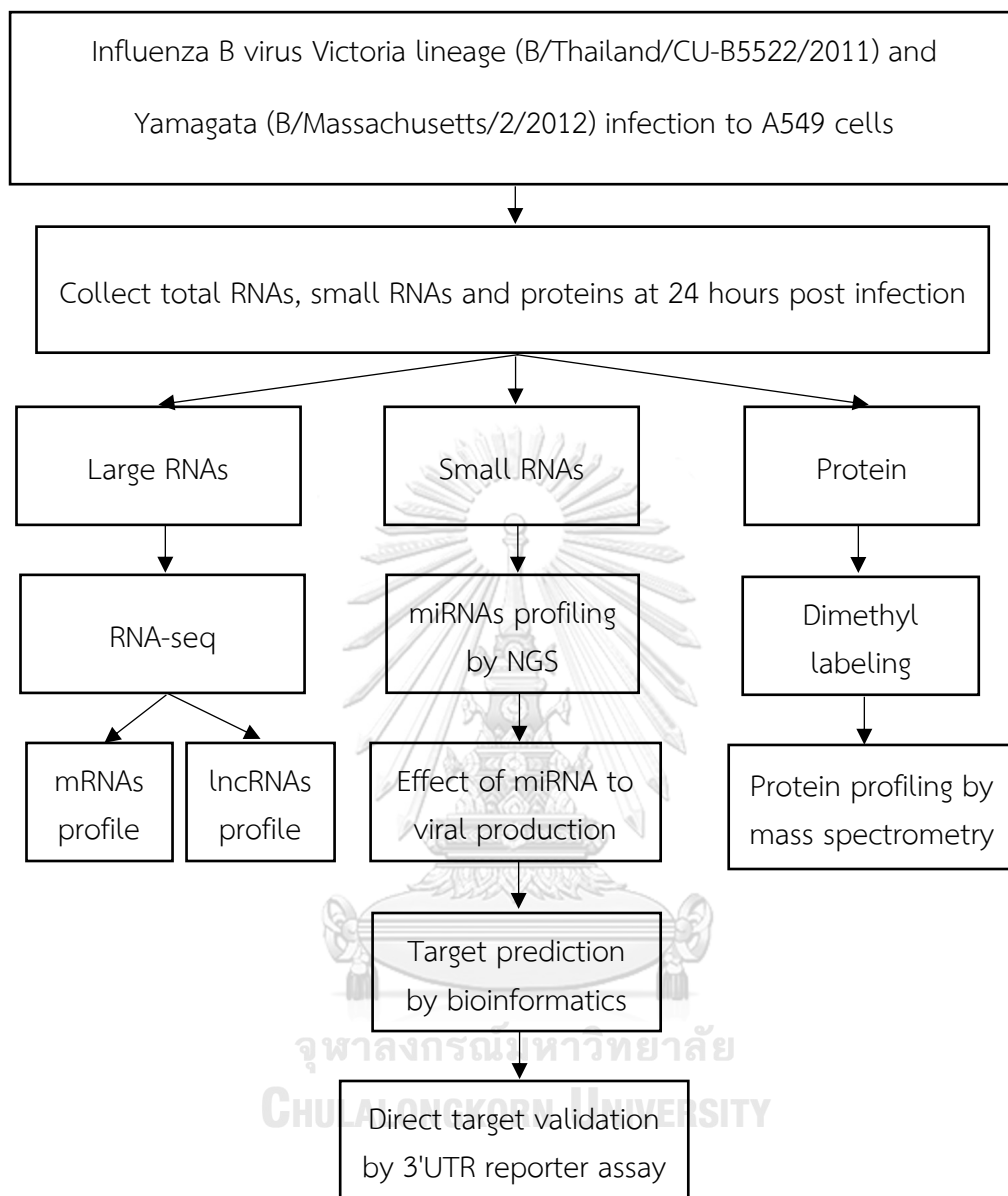 Influenza B virus Victoria lineage (B/Thailand/CU-B5522/2011) and
Yamagata (B/Massachusetts/2/2012) infection to A549 cells
Collect total RNAs, small RNAs and proteins at 24 hours post infection
Large RNAs
Small RNAs
Protein
RNA-seq
miRNAs profiling
by NGS
Dimethyl
labeling
mRNAs
profile
lncRNAs
profile
Effect of miRNA to
viral production
Protein profiling by
mass spectrometry
Target prediction
by bioinformatics
จุฬาลงกรณ์มหาวิทยาลัย
CHULALONGKORN UNIVERSITY
Direct target validation
by 3'UTR reporter assay